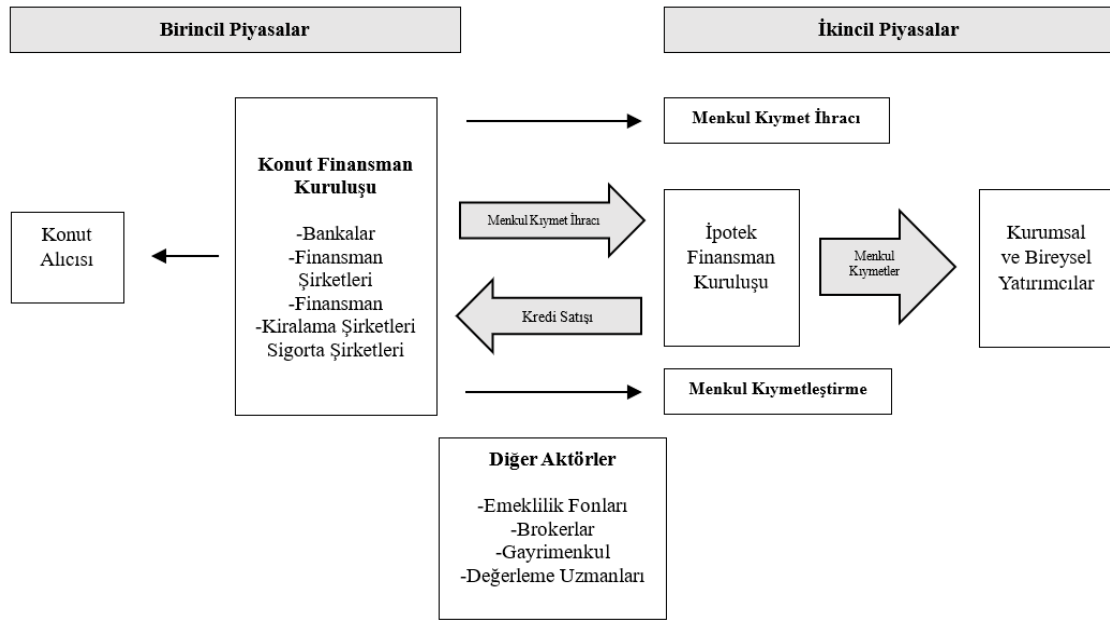 Birincil Piyasalar
İkincil Piyasalar
Konut
Alıcısı
Konut Finansman
Kuruluşu
-Bankalar
-Finansman
Şirketleri
-Finansman
-Kiralama Şirketleri
Sigorta Şirketleri
Menkul Kıymet İhracı
Menkul Kıymet İhracı
Kredi Satışı
İpotek
Finansman
Kuruluşu
Menkul
Kıymetler
Kurumsal
ve Bireysel
Yatırımcılar
Menkul Kıymetleştirme
Diğer Aktörler
-Emeklilik Fonları
-Brokerlar
-Gayrimenkul
-Değerleme Uzmanları